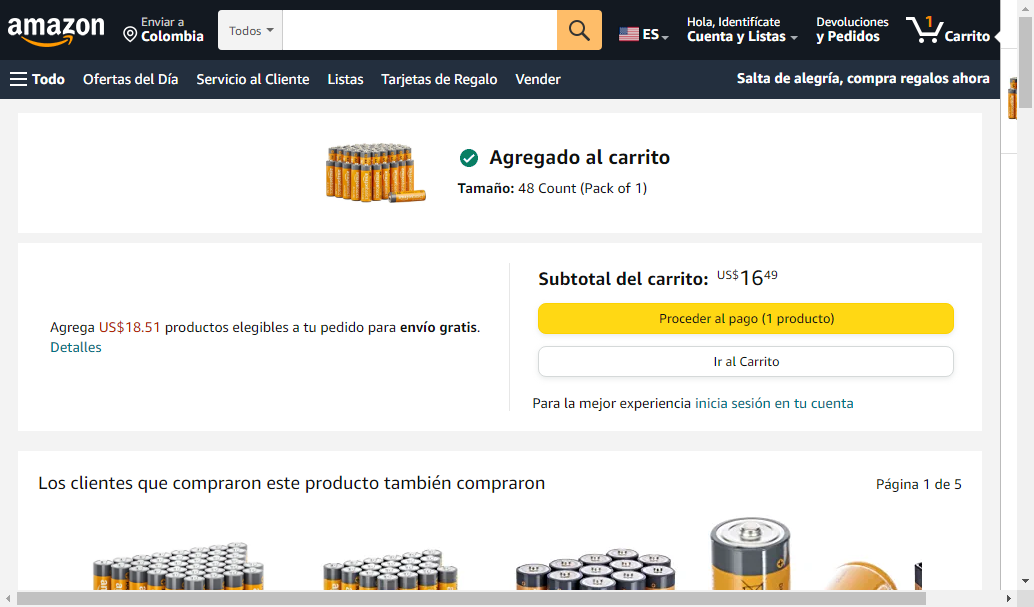 amazon
Enviar a
Colombia
Todos
ES
Hola, Identifícate
Cuenta y Listas
Devoluciones
y Pedidos
1
Carrito
Todo
Ofertas del Día
Servicio al Cliente
Listas
Tarjetas de Regalo
Vender
Salta de alegría, compra regalos ahora
Agregado al carrito
Tamaño: 48 Count (Pack of 1)
Agrega US$18.51 productos elegibles a tu pedido para envío gratis.
Detalles
Subtotal del carrito: US$16 49
Proceder al pago (1 producto)
Ir al Carrito
Para la mejor experiencia inicia sesión en tu cuenta
Los clientes que compraron este producto también compraron
Página 1 de 5